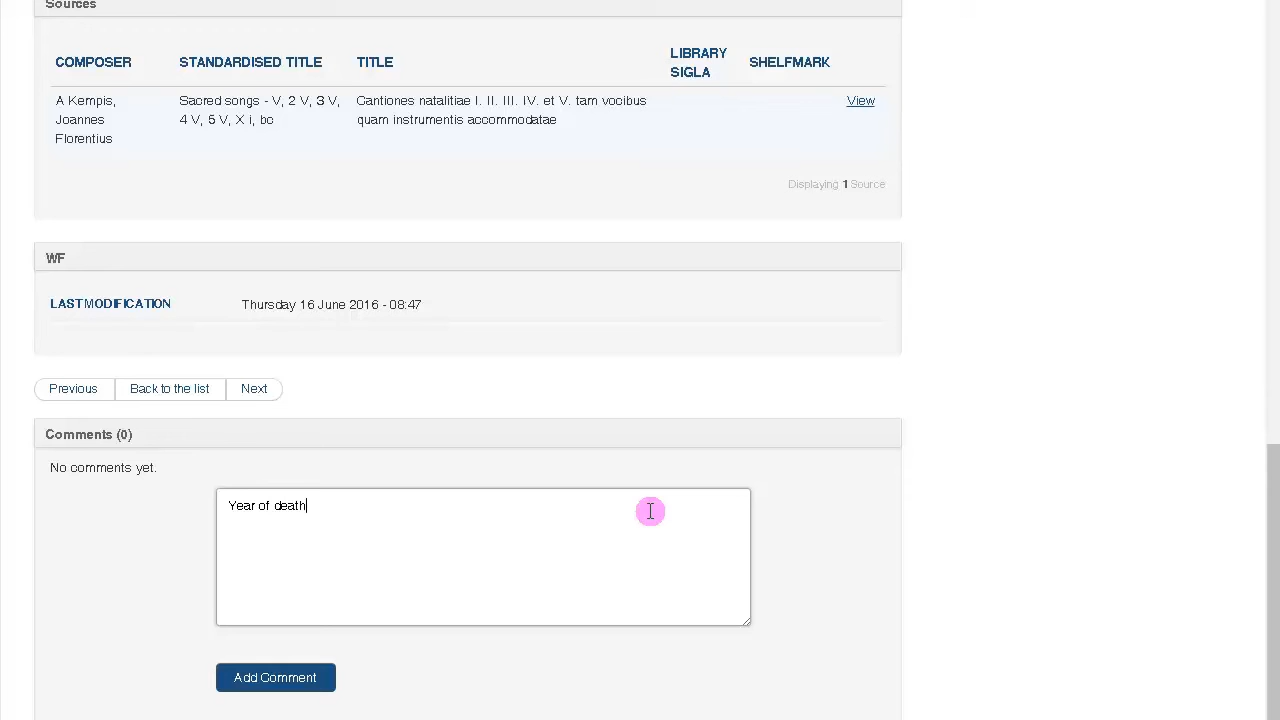 Sources
COMPOSER
STANDARDISED TITLE
TITLE
LIBRARY
SIGLA
SHELFMARK
A Kempis,
Joannes
Florentius
Sacred songs - V, 2 V, 3 V,
4 V, 5 V, X i, bc
Cantiones natalitiae I. II. III. IV. et V. tam vocibus
quam instrumentis accommodatae
View
Displaying 1 Source
WF
LAST MODIFICATION
Thursday 16 June 2016 - 08:47
Previous
Back to the list
Next
Comments (0)
No comments yet.
Year of death
Add Comment